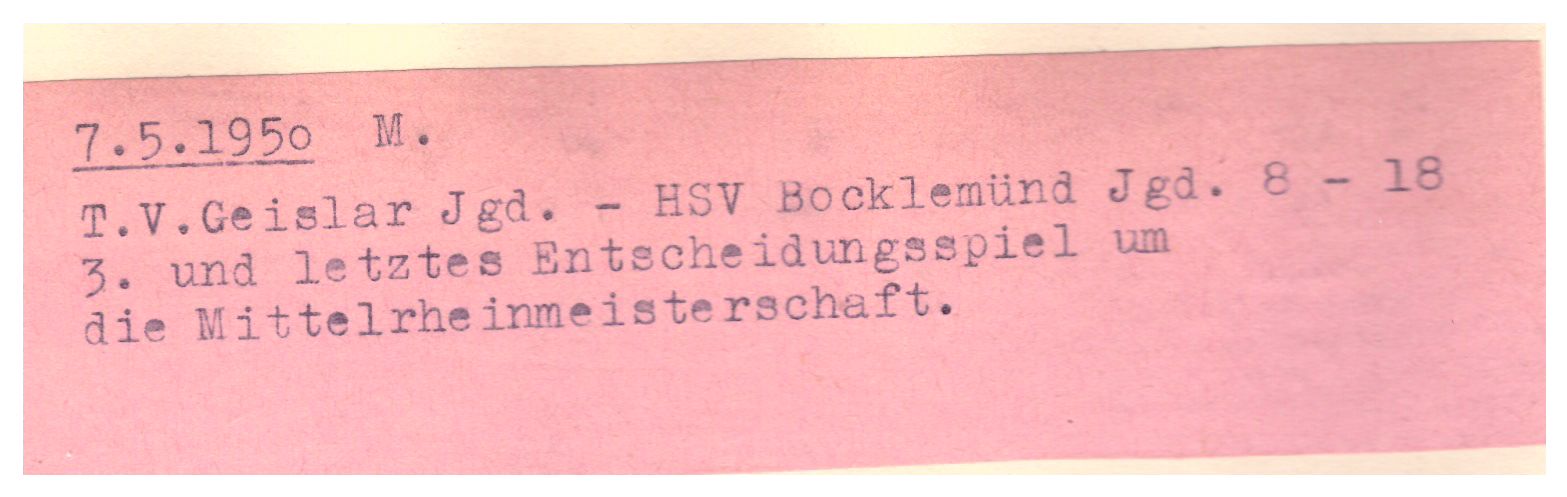 7.5.195o M.
T.V.Geislar Jgd. - HSV Bocklemünd Jgd. 8 - 18
3. und letztes Entscheidungsspiel um
die Mittelrheinmeisterschaft.